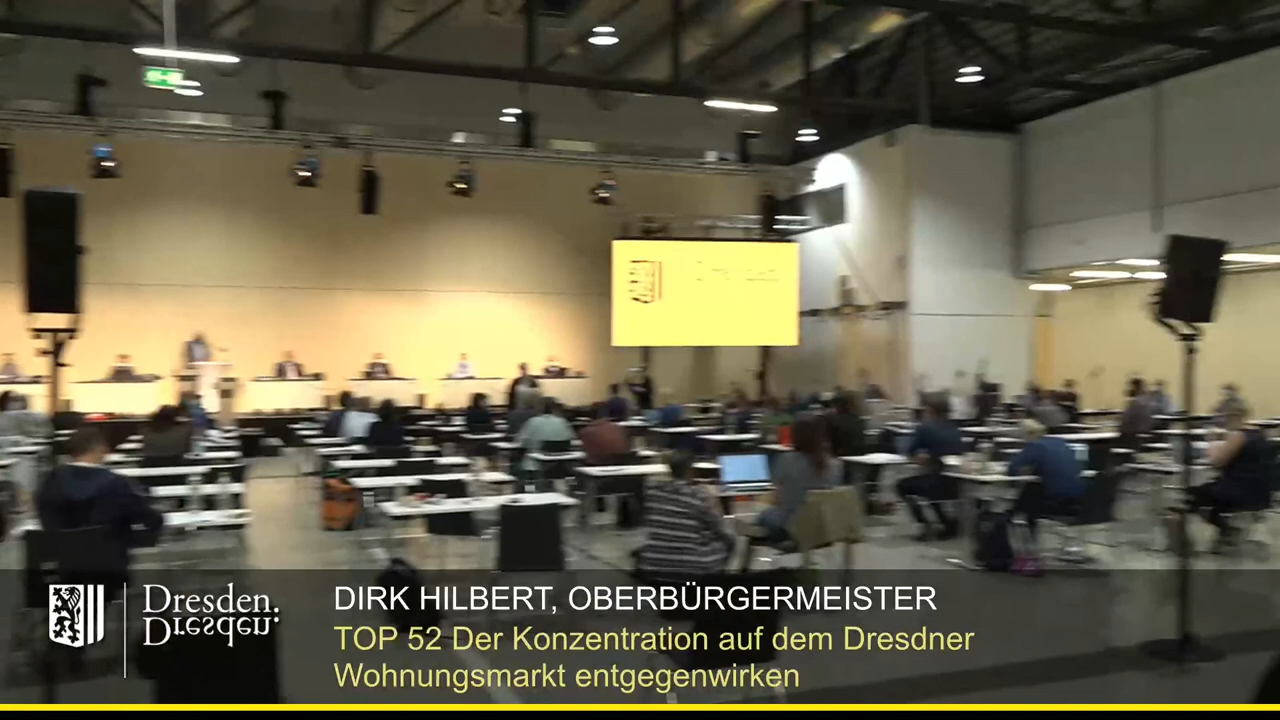 DIRK HILBERT, OBERBÜRGERMEISTER
Dresden.
Dresden.
TOP 52 Der Konzentration auf dem Dresdner
Wohnungsmarkt entgegenwirken